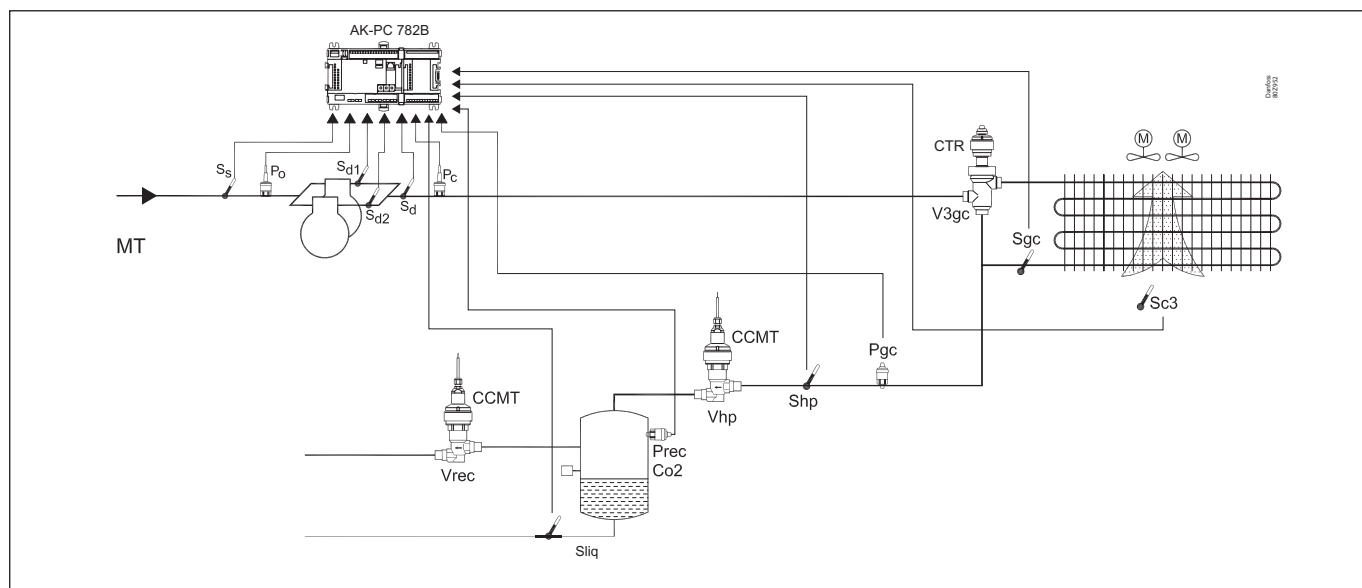 AK-PC 782B
Danfoss
80Z952
M M
CTR
Ss
Po
Sd1
Sd2
Sd
Pc
V3gc
MT
Sgc
Sc3
CCMT
Pgc
CCMT
Vhp
Shp
Prec
Co2
Vrec
Sliq